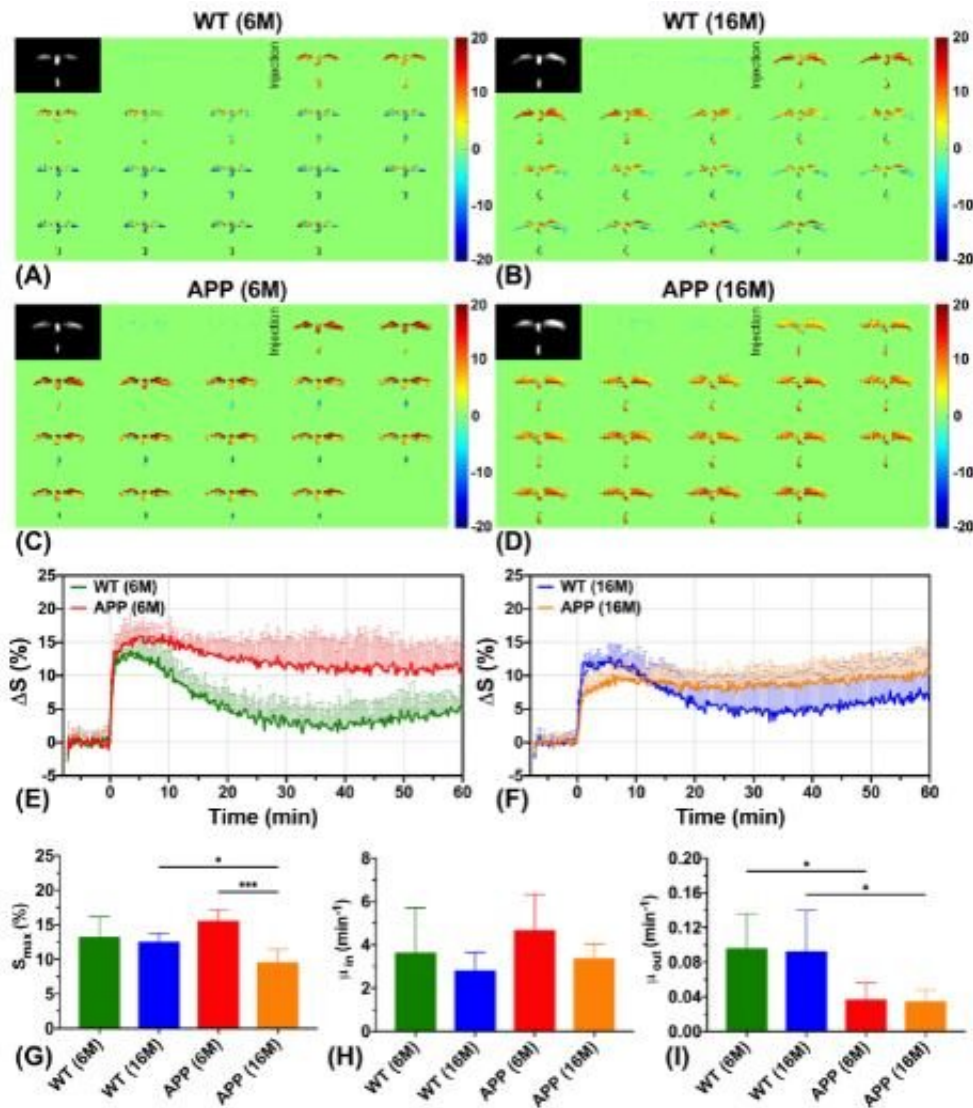 WT (6M)
WT (16M)
Injection
20
10
0
-10
-20
Injection
20
10
0
-10
-20
(A)
(B)
APP (6M)
APP (16M)
Injection
20
10
0
-10
-20
Injection
20
10
0
-10
-20
(C)
(D)
25
20
15
10
5
0
-5
ΔS (%)
WT (6M)
APP (6M)
0 10 20 30 40 50 60
Time (min)
(E)
25
20
15
10
5
0
-5
ΔS (%)
WT (16M)
APP (16M)
0 10 20 30 40 50 60
Time (min)
(F)
25
20
15
10
5
0
S max (%)
*
***
WT (6M)
WT (16M)
APP (6M)
APP (16M)
(G)
8
6
4
2
0
μ in (min⁻¹)
WT (6M)
WT (16M)
APP (6M)
APP (16M)
(H)
0.20
0.16
0.12
0.08
0.04
0.00
μ out (min⁻¹)
*
*
WT (6M)
WT (16M)
APP (6M)
APP (16M)
(I)